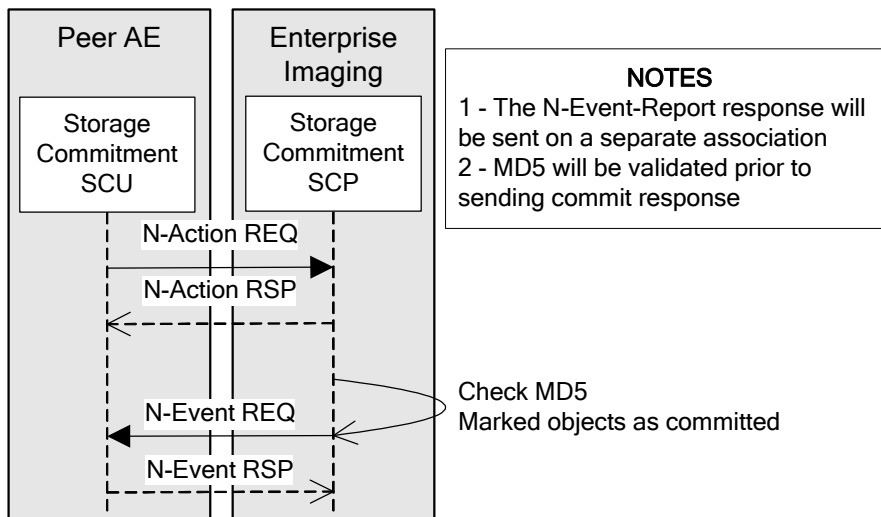 Peer AE
Enterprise
Imaging
Storage
Commitment
SCU
Storage
Commitment
SCP
NOTES
1 - The N-Event-Report response will
be sent on a separate association
2 - MD5 will be validated prior to
sending commit response
N-Action REQ
N-Action RSP
Check MD5
Marked objects as committed
N-Event REQ
N-Event RSP